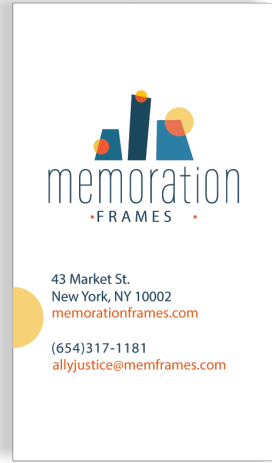 memoration
•FRAMES •
43 Market St.
New York, NY 10002
memorationframes.com
(654)317-1181
allyjustice@memframes.com